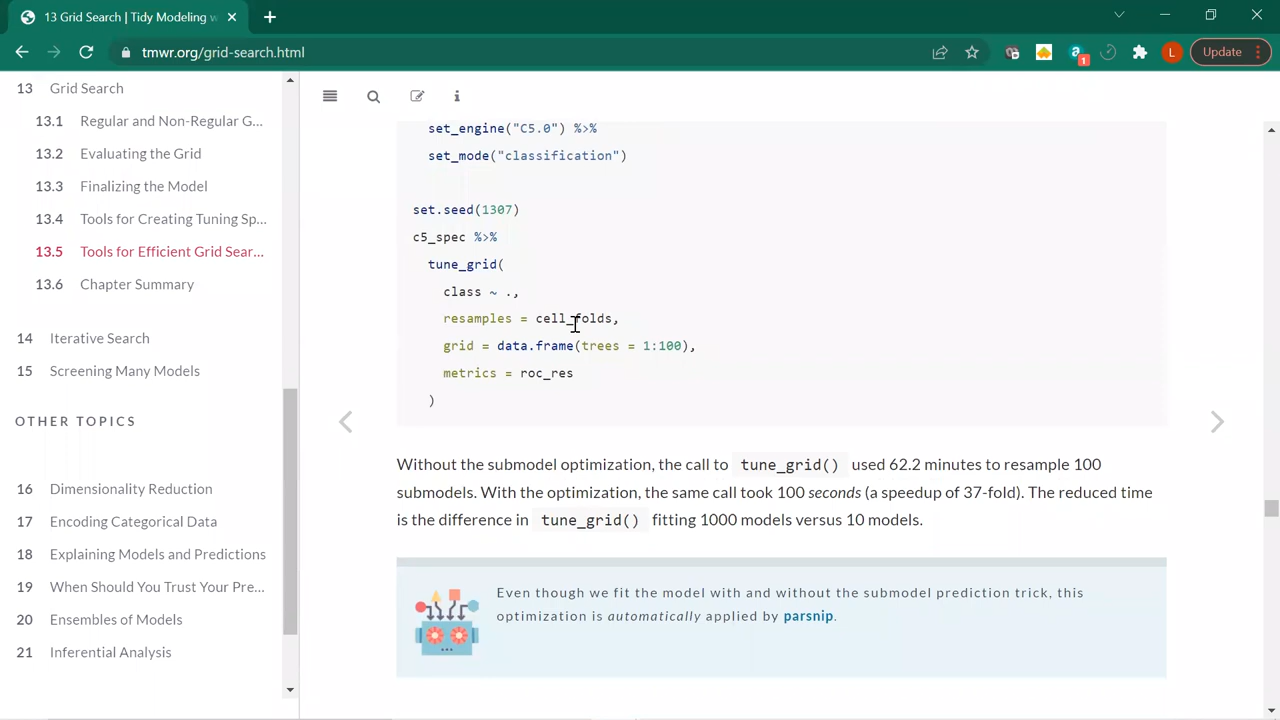 13 Grid Search | Tidy Modeling w
tmwr.org/grid-search.html
1
L
Update
13 Grid Search
13.1 Regular and Non-Regular G...
13.2 Evaluating the Grid
13.3 Finalizing the Model
13.4 Tools for Creating Tuning Sp...
13.5 Tools for Efficient Grid Sear...
13.6 Chapter Summary
14 Iterative Search
15 Screening Many Models
OTHER TOPICS
16 Dimensionality Reduction
17 Encoding Categorical Data
18 Explaining Models and Predictions
19 When Should You Trust Your Pre...
20 Ensembles of Models
21 Inferential Analysis
set_engine("C5.0") %>%
set_mode("classification")
set.seed(1307)
c5_spec %>%
tune_grid(
class ~ .,
resamples = cell_folds,
grid = data.frame(trees = 1:100),
metrics = roc_res
)
Without the submodel optimization, the call to tune_grid() used 62.2 minutes to resample 100
submodels. With the optimization, the same call took 100 seconds (a speedup of 37-fold). The reduced time
is the difference in tune_grid() fitting 1000 models versus 10 models.
Even though we fit the model with and without the submodel prediction trick, this
optimization is automatically applied by parsnip.